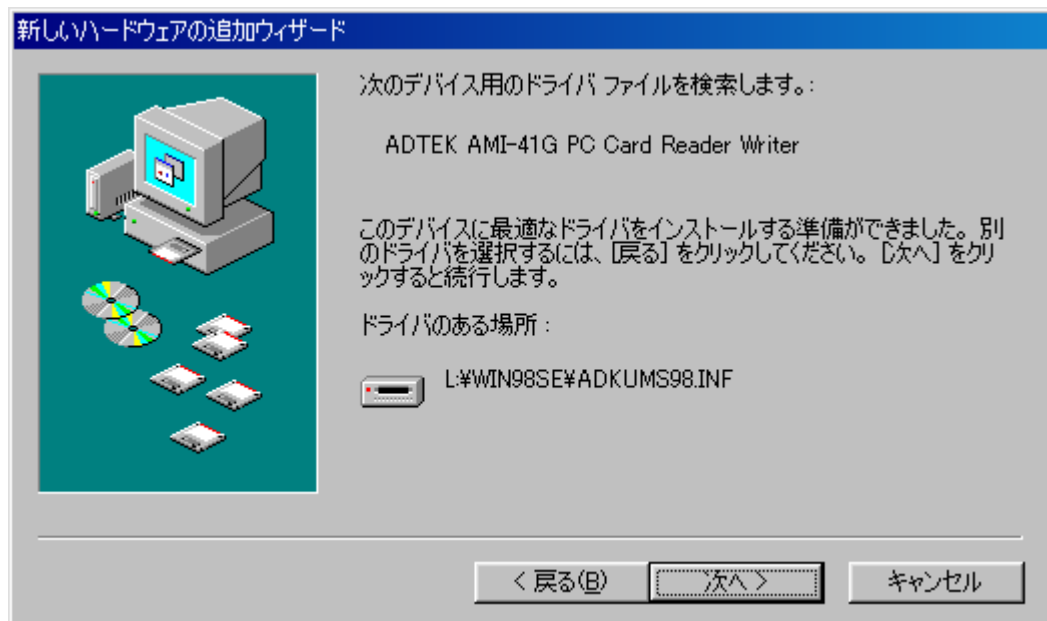 新しいハードウェアの追加ウィザード
次のデバイス用のドライバ ファイルを検索します。:
ADTEK AMI-41G PC Card Reader Writer
このデバイスに最適なドライバをインストールする準備ができました。別
のドライバを選択するには、[戻る] をクリックしてください。[次へ] をクリ
ックすると続行します。
ドライバのある場所 :
L:¥WIN98SE¥ADKUMS98.INF
< 戻る(B)
次へ >
キャンセル